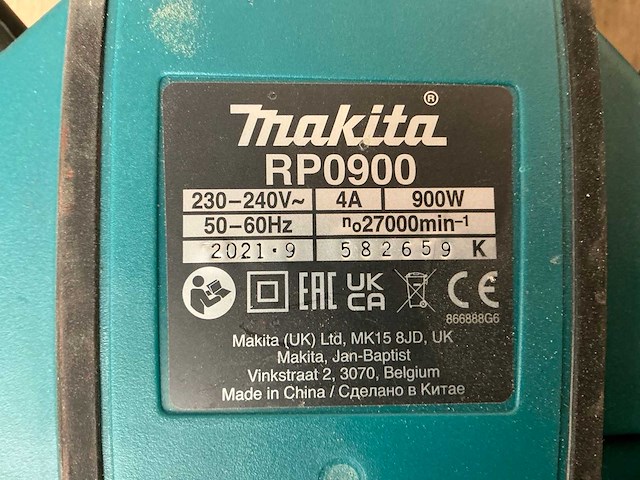 makita®
RP0900
230-240V~ 4A 900W
50-60Hz n₀27000min⁻¹
2021·9 582659 K
EAC UK CA CE
866888G6
Makita (UK) Ltd, MK15 8JD, UK
Makita, Jan-Baptist
Vinkstraat 2, 3070, Belgium
Made in China / Сделано в Китае